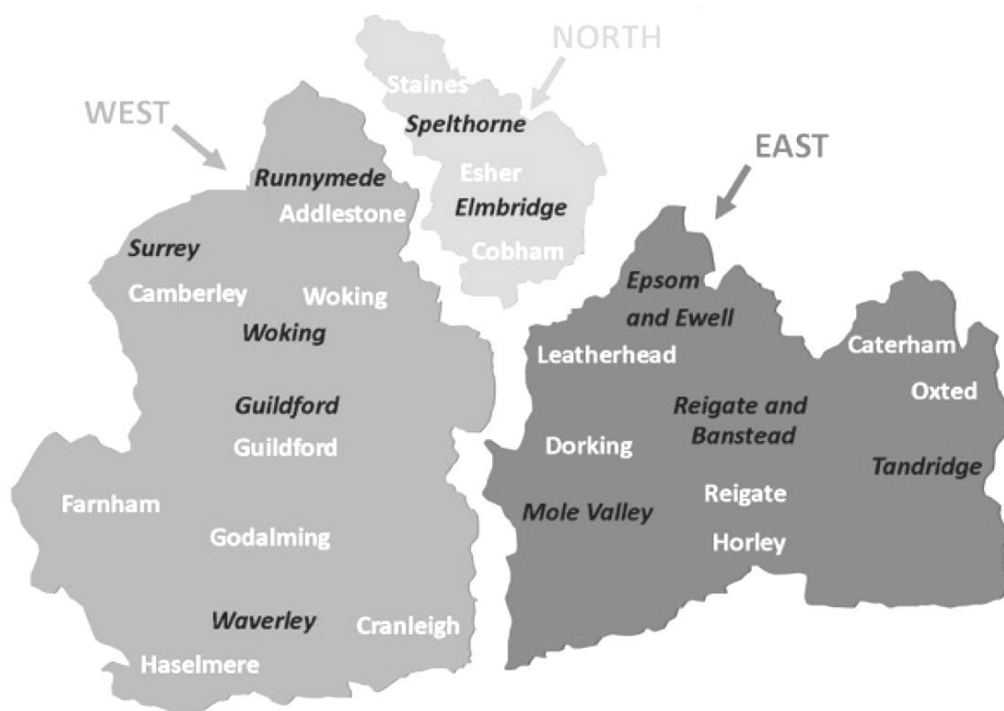 NORTH
Staines
WEST
Spelthorne
EAST
Runnymede
Esher
Addlestone
Elmbridge
Surrey
Cobham
Camberley
Woking
Epsom
and Ewell
Woking
Leatherhead
Caterham
Oxted
Guildford
Reigate and
Banstead
Guildford
Dorking
Tandridge
Farnham
Reigate
Mole Valley
Godalming
Horley
Waverley
Cranleigh
Haselmere